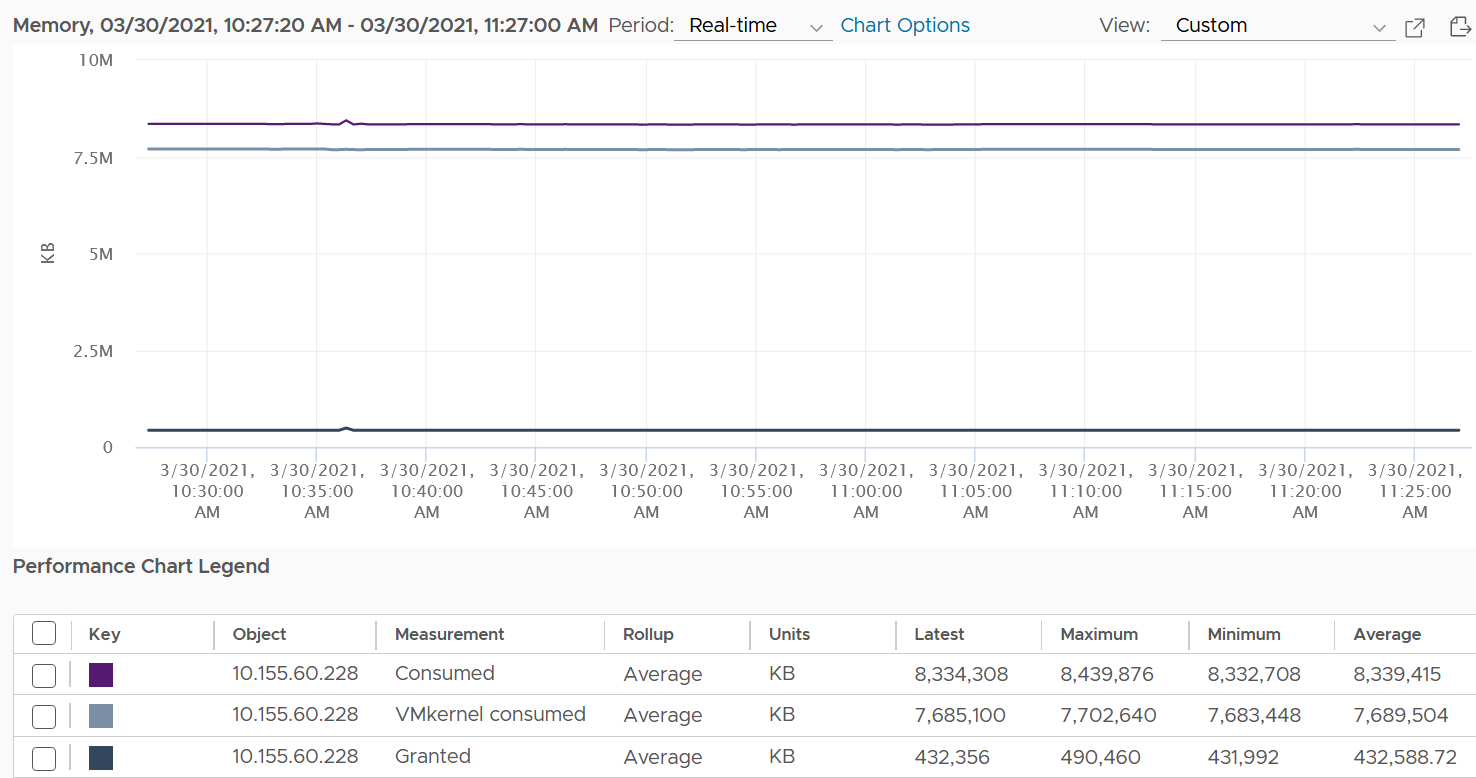 Memory, 03/30/2021, 10:27:20 AM - 03/30/2021, 11:27:00 AM Period: Real-time Chart Options View: Custom
10M
7.5M
5M
2.5M
0
KB
3/30/2021, 3/30/2021, 3/30/2021, 3/30/2021, 3/30/2021, 3/30/2021, 3/30/2021, 3/30/2021, 3/30/2021, 3/30/2021, 3/30/2021, 3/30/2021,
10:30:00 10:35:00 10:40:00 10:45:00 10:50:00 10:55:00 11:00:00 11:05:00 11:10:00 11:15:00 11:20:00 11:25:00
AM AM AM AM AM AM AM AM AM AM AM AM
Performance Chart Legend
Key Object Measurement Rollup Units Latest Maximum Minimum Average
10.155.60.228 Consumed Average KB 8,334,308 8,439,876 8,332,708 8,339,415
10.155.60.228 VMkernel consumed Average KB 7,685,100 7,702,640 7,683,448 7,689,504
10.155.60.228 Granted Average KB 432,356 490,460 431,992 432,588.72